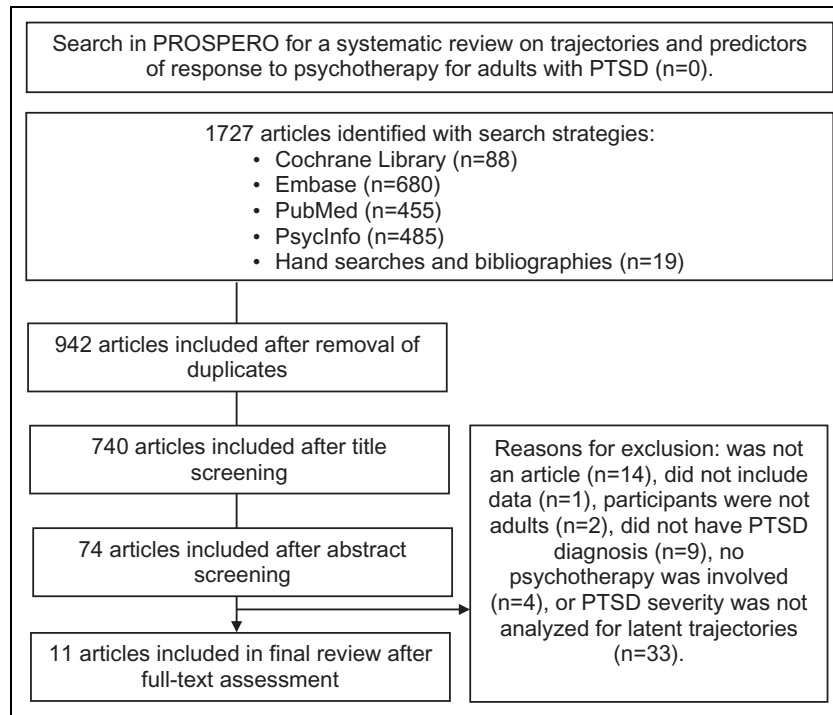 Search in PROSPERO for a systematic review on trajectories and predictors
of response to psychotherapy for adults with PTSD (n=0).
1727 articles identified with search strategies:
• Cochrane Library (n=88)
• Embase (n=680)
• PubMed (n=455)
• PsycInfo (n=485)
• Hand searches and bibliographies (n=19)
942 articles included after removal of
duplicates
740 articles included after title
screening
74 articles included after abstract
screening
Reasons for exclusion: was not
an article (n=14), did not include
data (n=1), participants were not
adults (n=2), did not have PTSD
diagnosis (n=9), no
psychotherapy was involved
(n=4), or PTSD severity was not
analyzed for latent trajectories
(n=33).
11 articles included in final review after
full-text assessment